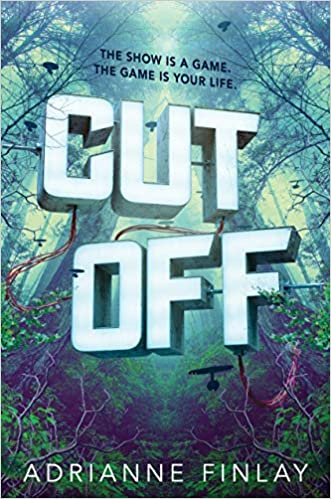 THE SHOW IS A GAME.
THE GAME IS YOUR LIFE.
CUT
OFF
ADRIANNE FINLAY